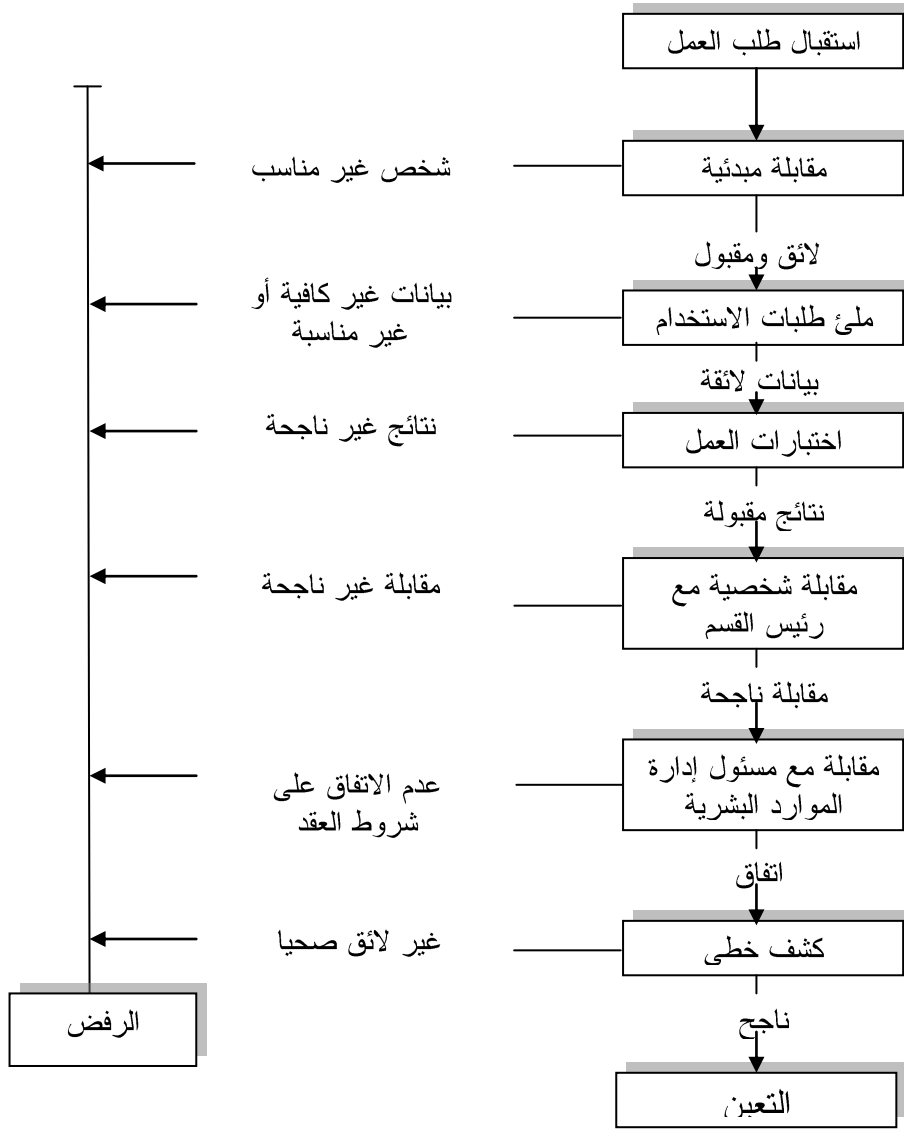 استقبال طلب العمل
مقابلة مبدئية
شخص غير مناسب
لائق ومقبول
ملئ طلبات الاستخدام
بيانات غير كافية أو
غير مناسبة
بيانات لائقة
اختبارات العمل
نتائج غير ناجحة
نتائج مقبولة
مقابلة شخصية مع
رئيس القسم
مقابلة غير ناجحة
مقابلة ناجحة
مقابلة مع مسئول إدارة
الموارد البشرية
عدم الاتفاق على
شروط العقد
اتفاق
كشف خطى
غير لائق صحيا
ناجح
الرفض
التعين